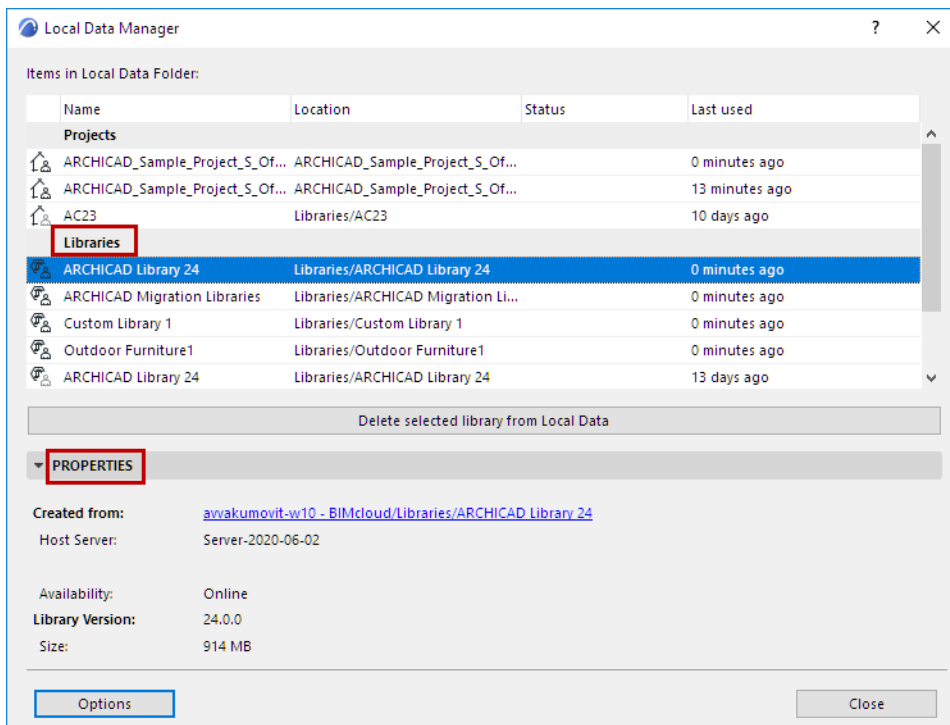 Local Data Manager ? ×
Items in Local Data Folder:
Name Location Status Last used
Projects
ARCHICAD_Sample_Project_S_Of... ARCHICAD_Sample_Project_S_Of... 0 minutes ago
ARCHICAD_Sample_Project_S_Of... ARCHICAD_Sample_Project_S_Of... 13 minutes ago
AC23 Libraries/AC23 10 days ago
Libraries
ARCHICAD Library 24 Libraries/ARCHICAD Library 24 0 minutes ago
ARCHICAD Migration Libraries Libraries/ARCHICAD Migration Li... 0 minutes ago
Custom Library 1 Libraries/Custom Library 1 0 minutes ago
Outdoor Furniture1 Libraries/Outdoor Furniture1 0 minutes ago
ARCHICAD Library 24 Libraries/ARCHICAD Library 24 13 days ago
Delete selected library from Local Data
PROPERTIES
Created from: avvakumovit-w10 - BIMcloud/Libraries/ARCHICAD Library 24
Host Server: Server-2020-06-02
Availability: Online
Library Version: 24.0.0
Size: 914 MB
Options Close